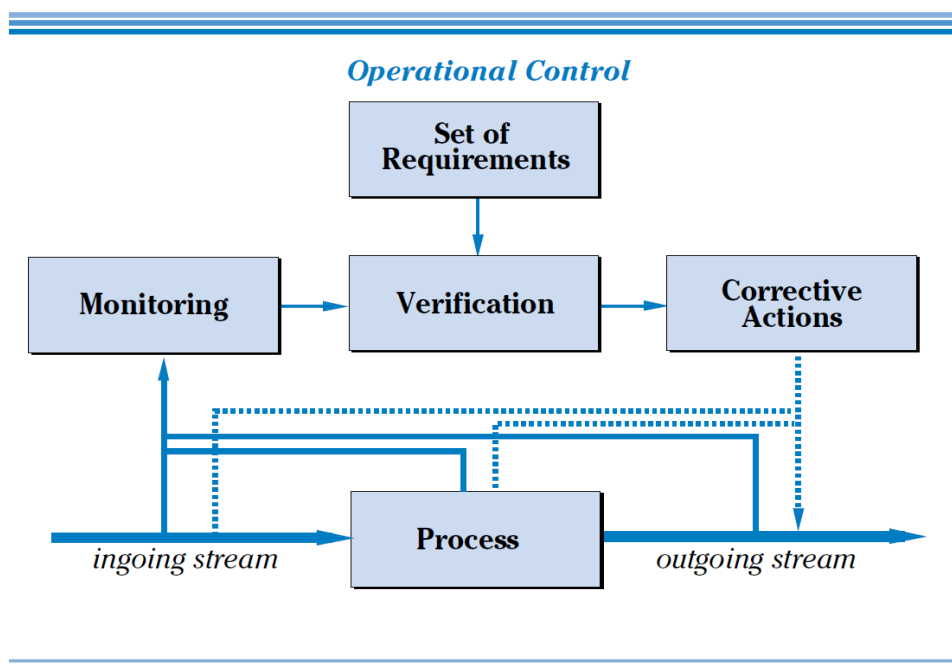 Operational Control
Set of
Requirements
Monitoring
Verification
Corrective
Actions
Process
ingoing stream
outgoing stream